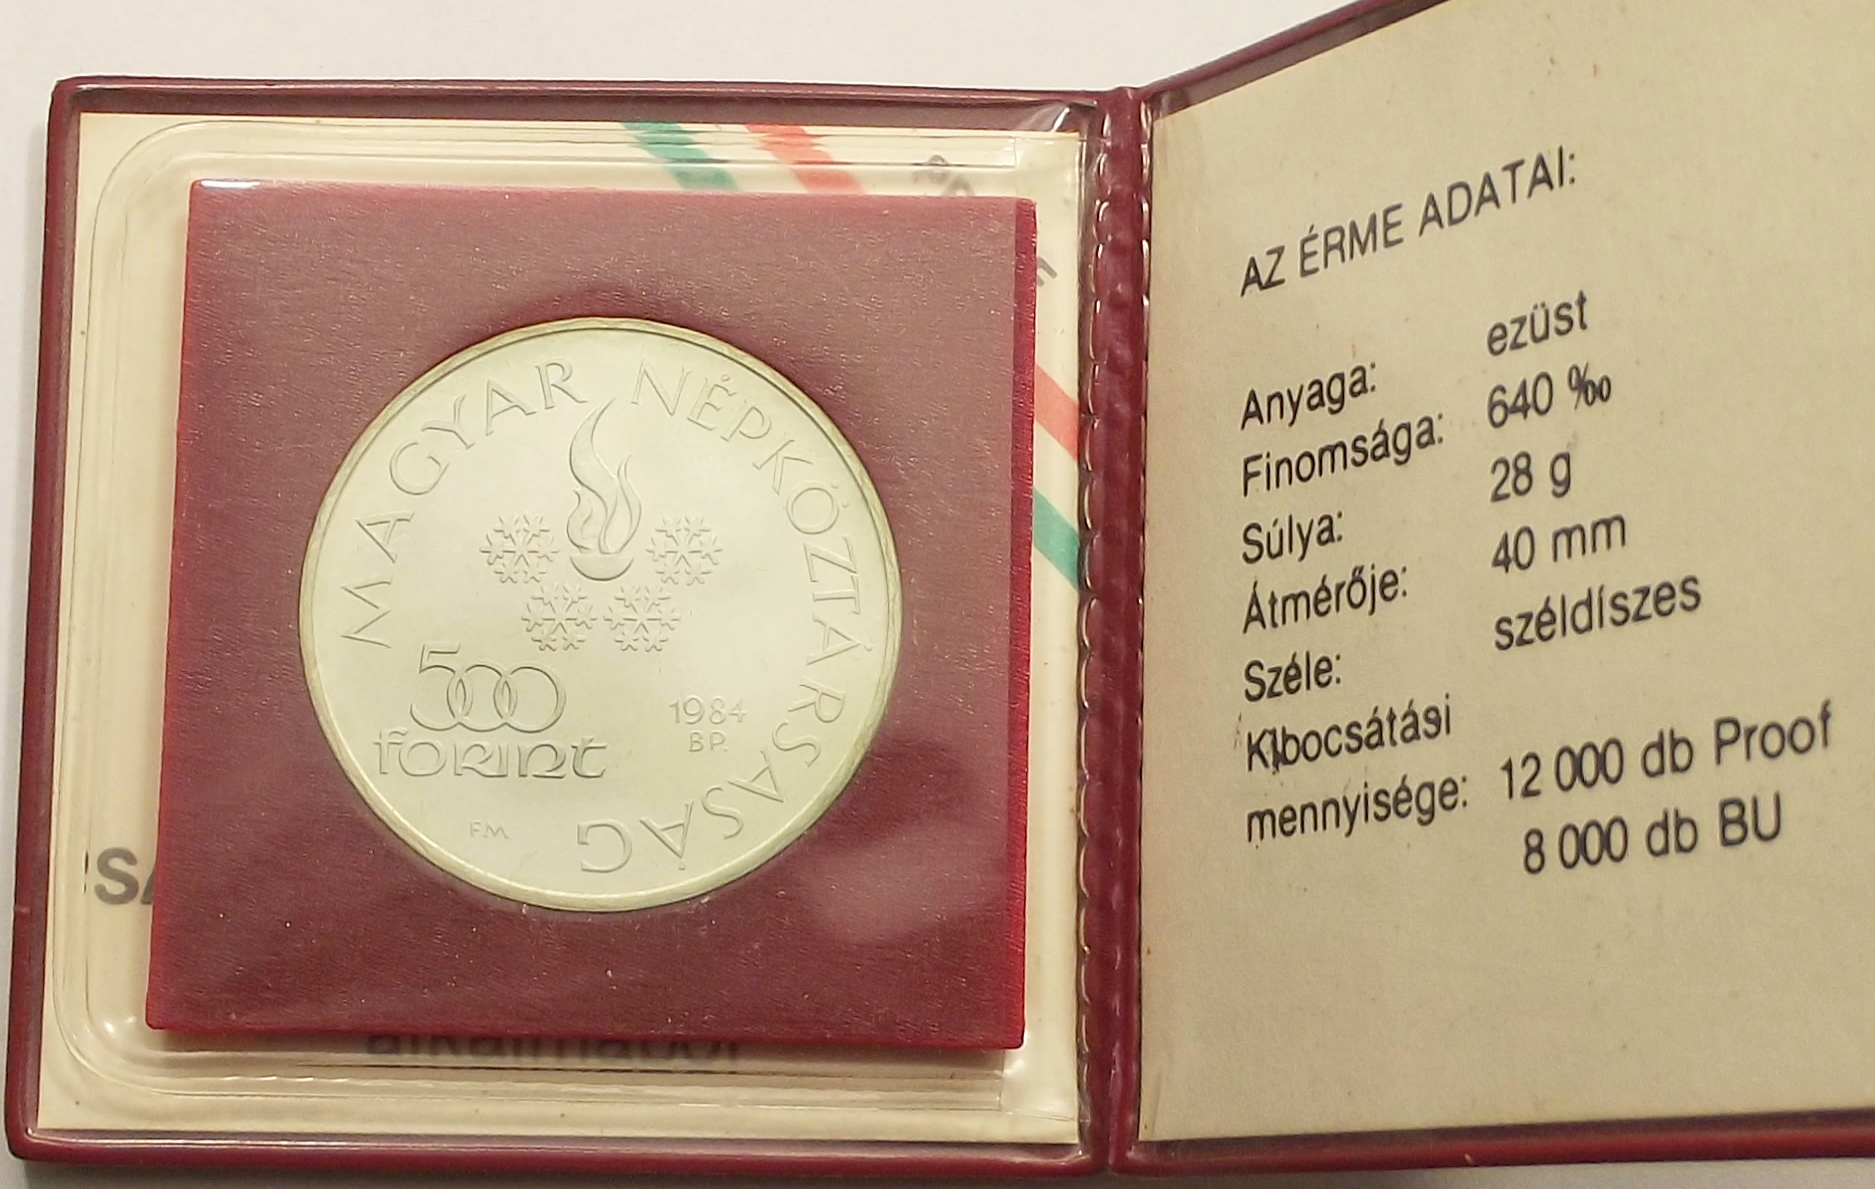 MAGYAR NÉPKÖZTÁRSASÁG
500
FORINT
1984
BP.
FM
AZ ÉRME ADATAI:
Anyaga: ezüst
Finomsága: 640 ‰
Súlya: 28 g
Átmérője: 40 mm
Széle: széldíszes
Kibocsátási
mennyisége: 12 000 db Proof
8 000 db BU
alkalmából